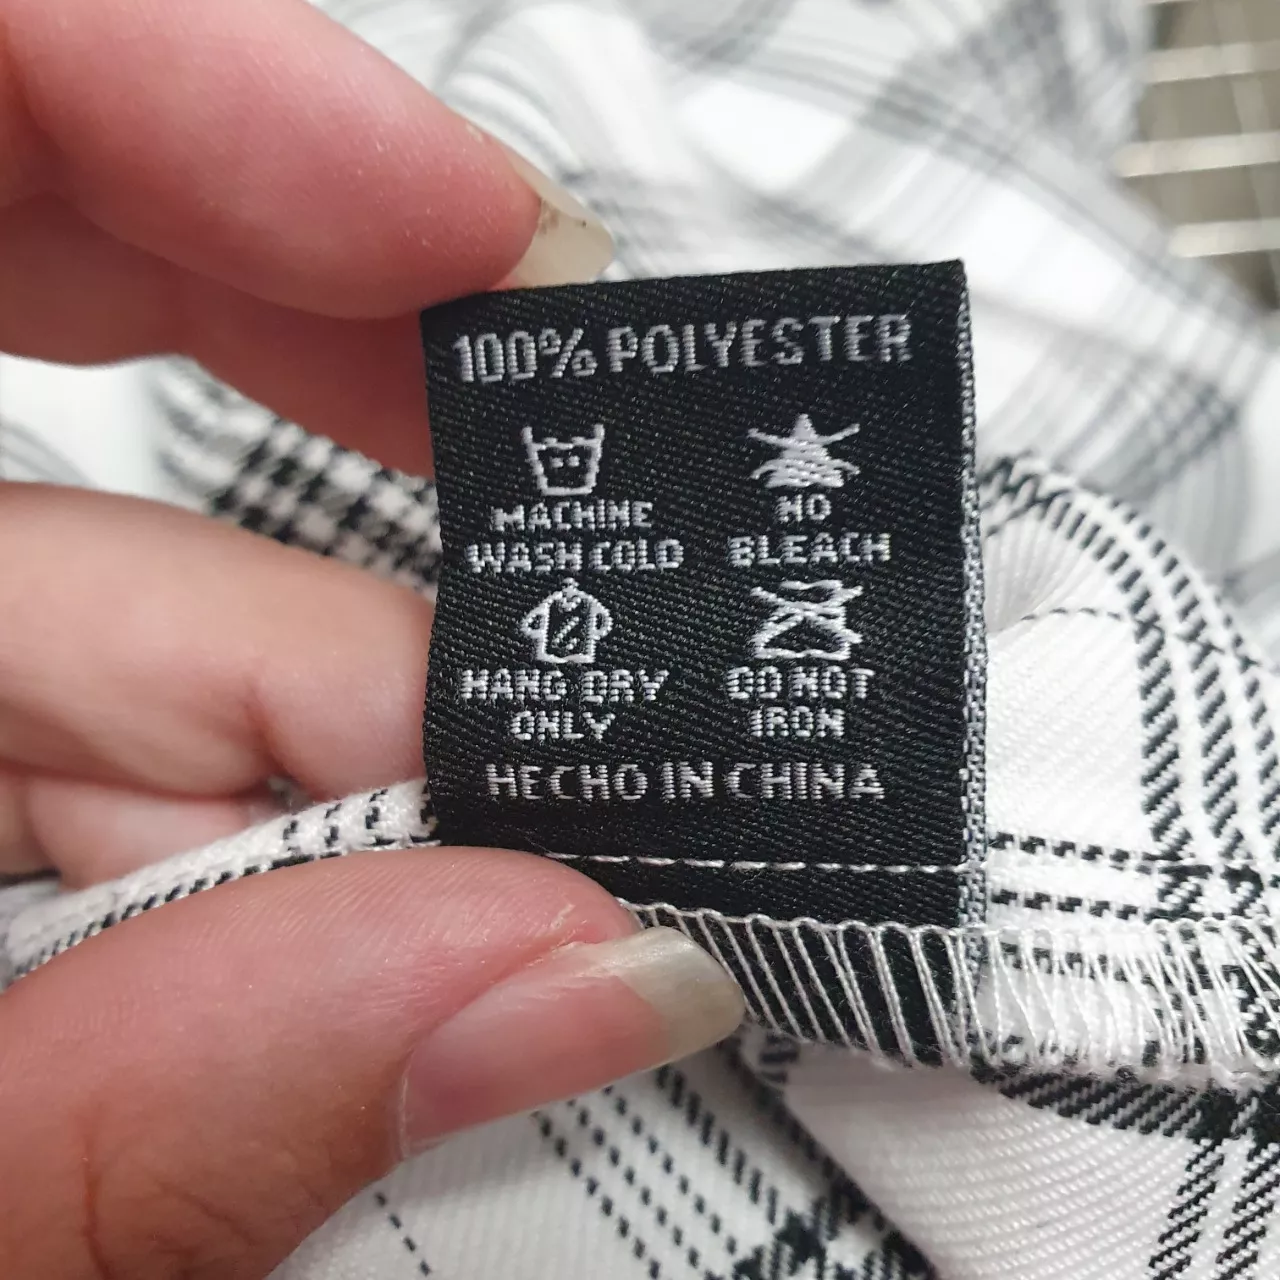 100% POLYESTER
MACHINE
WASH COLD
NO
BLEACH
HANG DRY
ONLY
DO NOT
IRON
HECHO IN CHINA